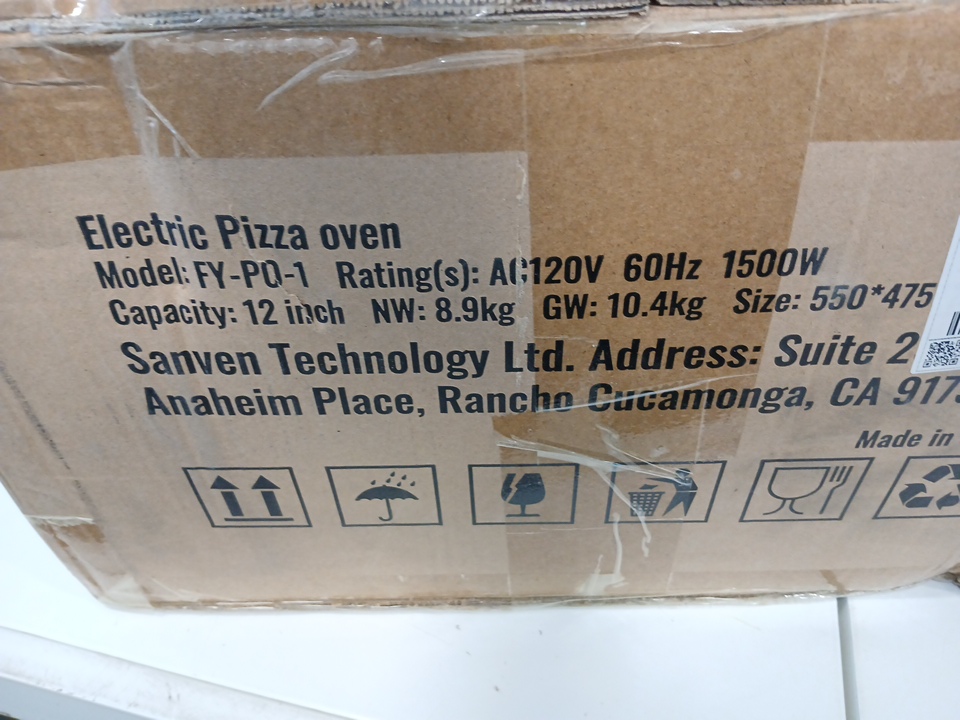 Electric Pizza oven
Model: FY-PO-1 Rating(s): AC120V 60Hz 1500W
Capacity: 12 inch NW: 8.9kg GW: 10.4kg Size: 550*475
Sanven Technology Ltd. Address: Suite 2
Anaheim Place, Rancho Cucamonga, CA 917
Made in